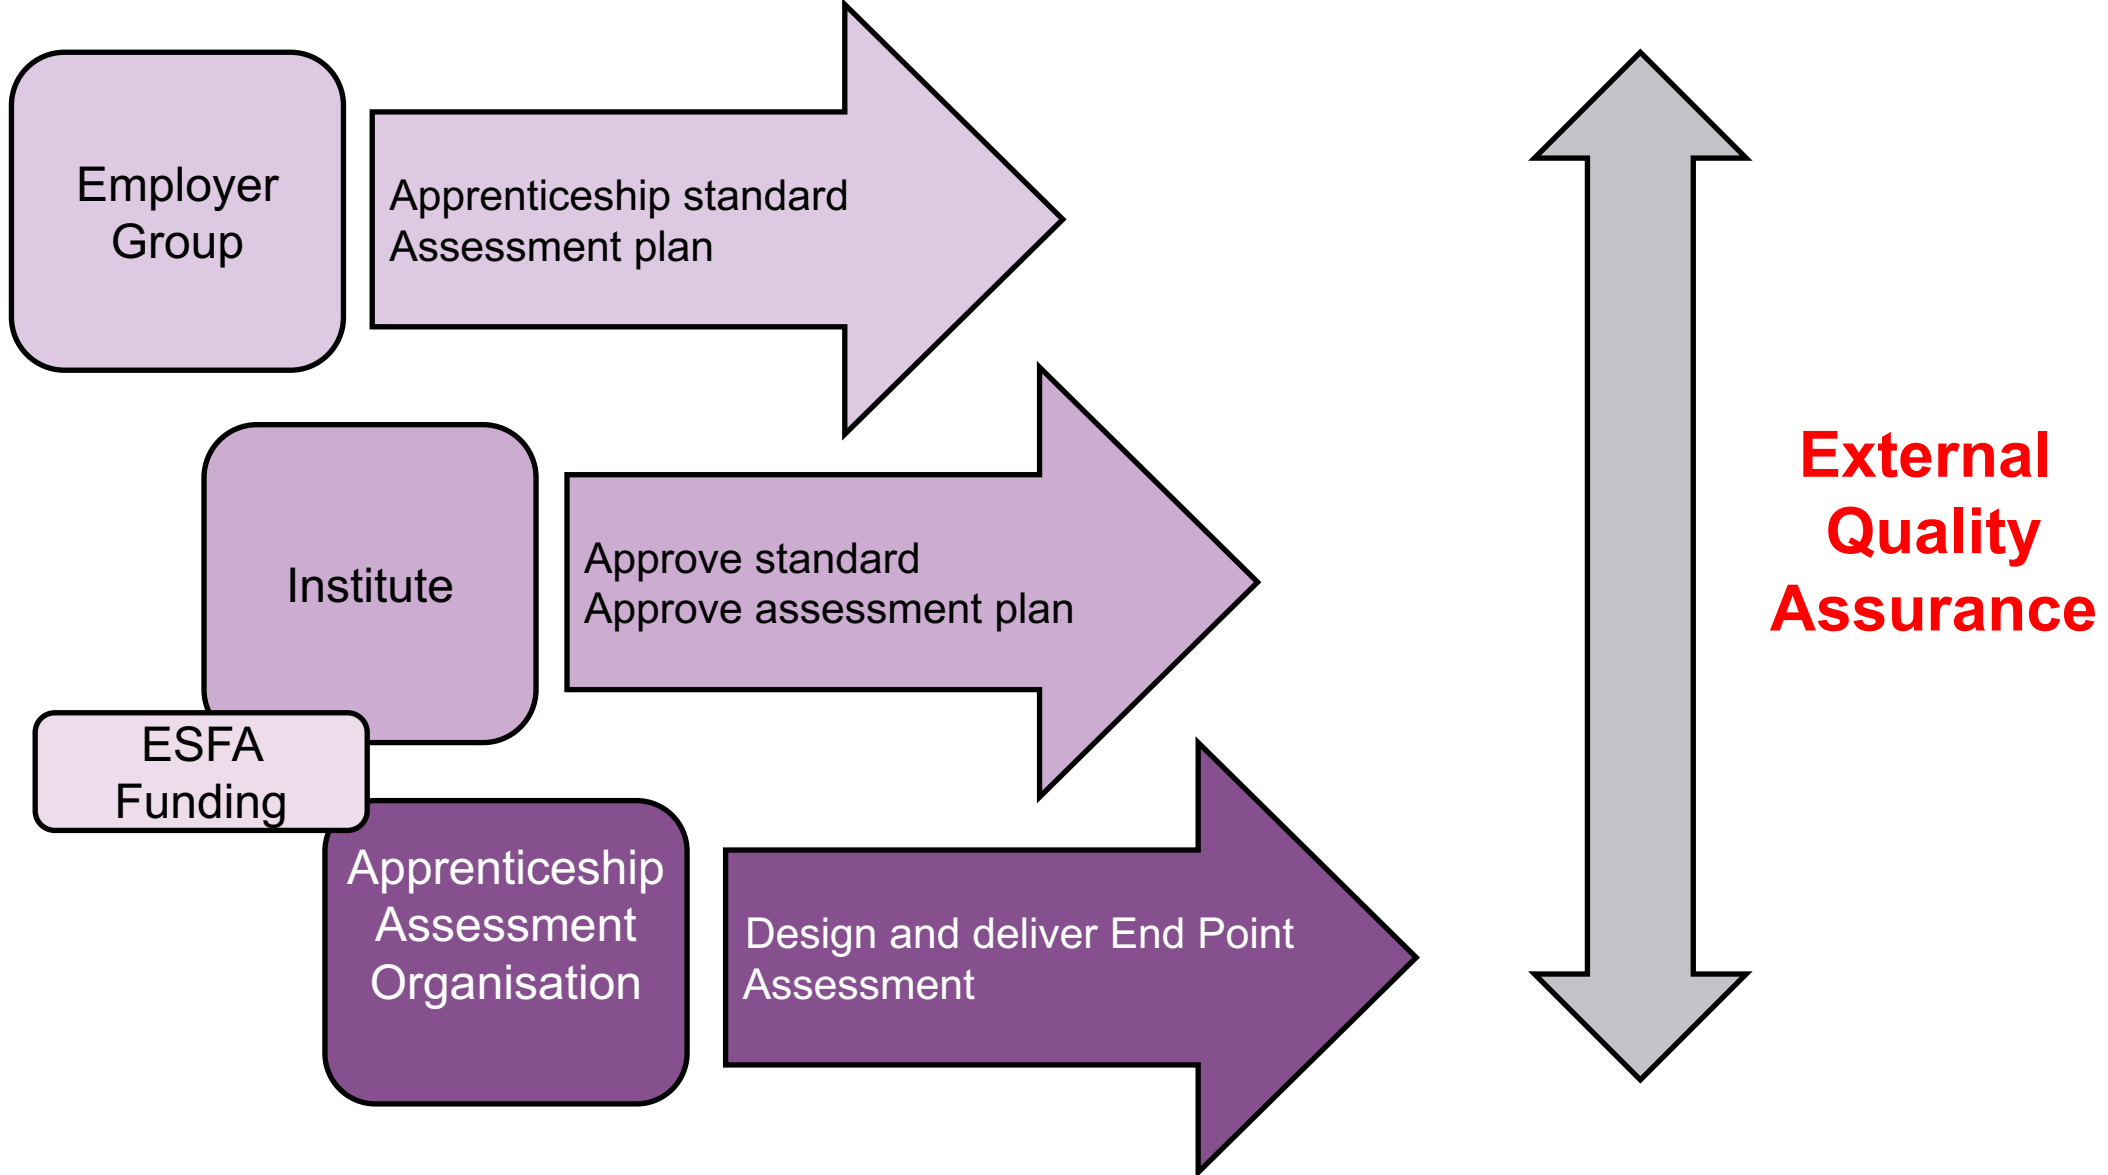 Employer
Group
Apprenticeship standard
Assessment plan
Institute
Approve standard
Approve assessment plan
ESFA
Funding
Apprenticeship
Assessment
Organisation
Design and deliver End Point
Assessment
External
Quality
Assurance